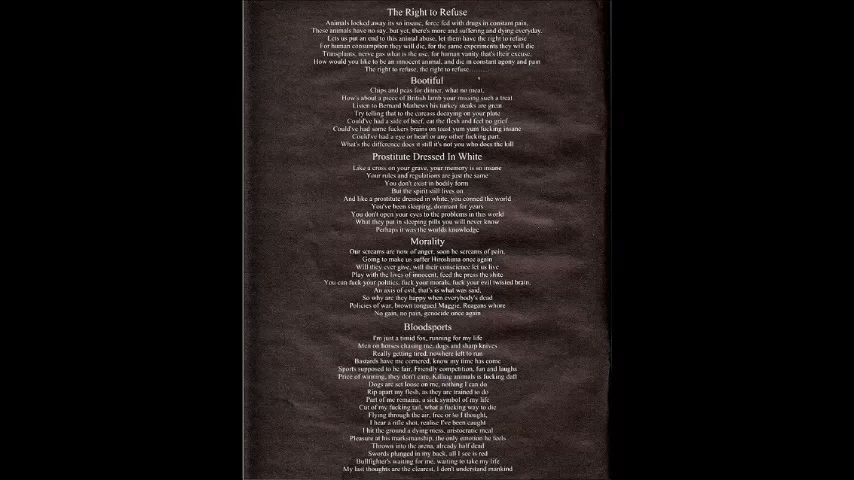 The Right to Refuse
Animals locked away its so insane, force fed with drugs in constant pain,
These animals have no say, but yet, there's more and suffering and dying everyday.
Lets us put an end to this animal abuse, let them have the right to refuse
For human consumption they will die, for the same experiments they will die
Transplants, nerve gas what is the use, for human vanity that's their excuse.
How would you like to be an innocent animal, and die in constant agony and pain
The right to refuse, the right to refuse..........
Bootiful
Chips and peas for dinner, what no meat,
How's about a piece of British lamb your missing such a treat
Listen to Bernard Mathews his turkey steaks are great
Try telling that to the carcass decaying on your plate
Could've had a side of beef, eat the flesh and feel no grief
Could've had some fuckers brains on toast yum yum fucking insane
Could've had a eye or heart or any other fucking part.
What's the difference does it still it's not you who does the kill
Prostitute Dressed In White
Like a cross on your grave, your memory is so insane
Your rules and regulations are just the same
You don't exist in bodily form
But the spirit still lives on
And like a prostitute dressed in white, you conned the world
You've been sleeping, dormant for years
You don't open your eyes to the problems in this world
What they put in sleeping pills you will never know
Perhaps it was the worlds knowledge
Morality
Our screams are now of anger, soon be screams of pain,
Going to make us suffer Hiroshima once again
Will they ever give, will their conscience let us live
Play with the lives of innocent, feed the press the shite
You can fuck your politics, fuck your morals, fuck your evil twisted brain,
An axis of evil, that's is what was said,
So why are they happy when everybody's dead
Policies of war, brown tongued Maggie, Reagans whore
No gain, no pain, genocide once again
Bloodsports
I'm just a timid fox, running for my life
Men on horses chasing me, dogs and sharp knives
Really getting tired, nowhere left to run
Bastards have me cornered, know my time has come
Sports supposed to be fair, Friendly competition, fun and laughs
Price of winning, they don't care, Killing animals is fucking daft
Dogs are set loose on me, nothing I can do
Rip apart my flesh, as they are trained to do
Part of me remains, a sick symbol of my life
Cut of my fucking tail, what a fucking way to die
Flying through the air, free or so I thought,
I hear a rifle shot, realise I've been caught
I hit the ground a dying mess, aristocratic meal
Pleasure at his marksmanship, the only emotion he feels
Thrown into the arena, already half dead
Swords plunged in my back, all I see is red
Bullfighter's waiting for me, waiting to take my life
My last thoughts are the clearest, I don't understand mankind